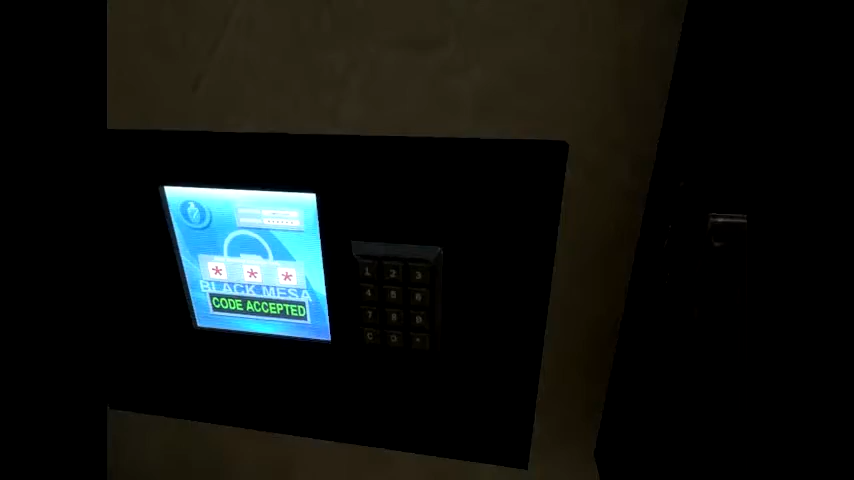 * * *
BLACK MESA
CODE ACCEPTED
1 2 3
4 5 6
7 8 9
C 0 *